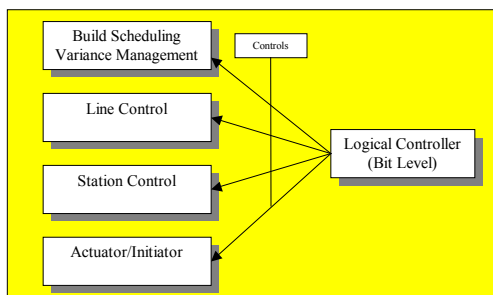 Build Scheduling
Variance Management
Controls
Line Control
Logical Controller
(Bit Level)
Station Control
Actuator/Initiator